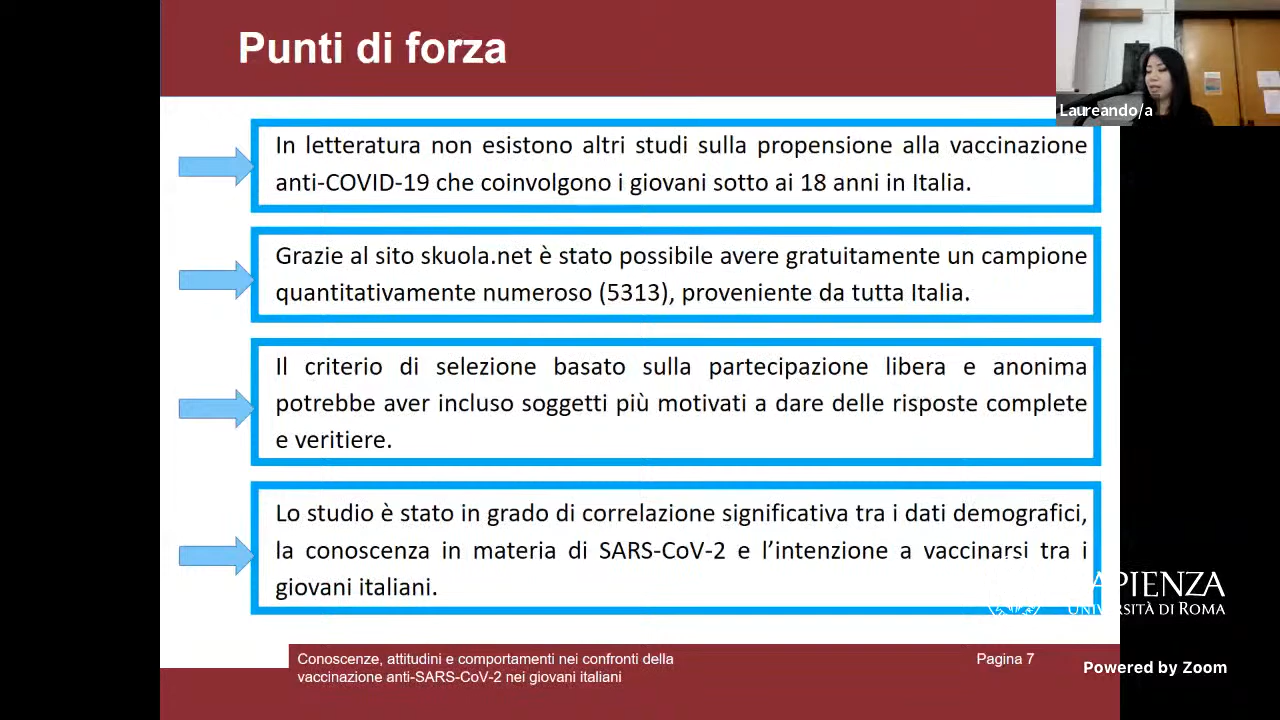 Punti di forza
Laureando/a
In letteratura non esistono altri studi sulla propensione alla vaccinazione
anti-COVID-19 che coinvolgono i giovani sotto ai 18 anni in Italia.
Grazie al sito skuola.net è stato possibile avere gratuitamente un campione
quantitativamente numeroso (5313), proveniente da tutta Italia.
Il criterio di selezione basato sulla partecipazione libera e anonima
potrebbe aver incluso soggetti più motivati a dare delle risposte complete
e veritiere.
Lo studio è stato in grado di correlazione significativa tra i dati demografici,
la conoscenza in materia di SARS-CoV-2 e l’intenzione a vaccinarsi tra i
giovani italiani.
APIENZA
UNIVERSITÀ DI ROMA
Conoscenze, attitudini e comportamenti nei confronti della
vaccinazione anti-SARS-CoV-2 nei giovani italiani
Pagina 7
Powered by Zoom